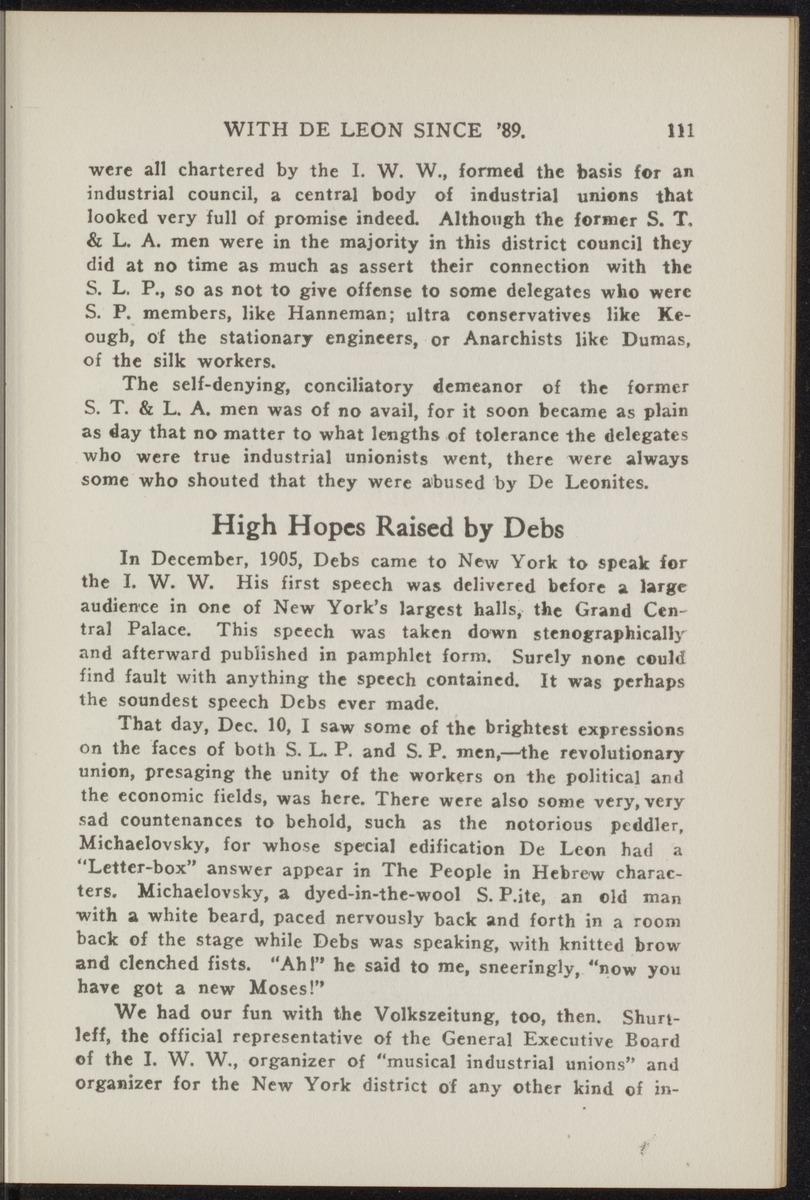 WITH DE LEON SINCE '89. 111
were all chartered by the I. W. W., formed the basis for an
industrial council, a central body of industrial unions that
looked very full of promise indeed. Although the former S. T.
& L. A. men were in the majority in this district council they
did at no time as much as assert their connection with the
S. L. P., so as not to give offense to some delegates who were
S. P. members, like Hanneman; ultra conservatives like Ke-
ough, of the stationary engineers, or Anarchists like Dumas,
of the silk workers.
The self-denying, conciliatory demeanor of the former
S. T. & L. A. men was of no avail, for it soon became as plain
as day that no matter to what lengths of tolerance the delegates
who were true industrial unionists went, there were always
some who shouted that they were abused by De Leonites.
High Hopes Raised by Debs
In December, 1905, Debs came to New York to speak for
the I. W. W. His first speech was delivered before a large
audience in one of New York's largest halls, the Grand Cen-
tral Palace. This speech was taken down stenographically
and afterward published in pamphlet form. Surely none could
find fault with anything the speech contained. It was perhaps
the soundest speech Debs ever made.
That day, Dec. 10, I saw some of the brightest expressions
on the faces of both S. L. P. and S. P. men,—the revolutionary
union, presaging the unity of the workers on the political and
the economic fields, was here. There were also some very, very
sad countenances to behold, such as the notorious peddler,
Michaelovsky, for whose special edification De Leon had a
"Letter-box" answer appear in The People in Hebrew charac-
ters. Michaelovsky, a dyed-in-the-wool S. P.ite, an old man
with a white beard, paced nervously back and forth in a room
back of the stage while Debs was speaking, with knitted brow
and clenched fists. "Ah!" he said to me, sneeringly, "now you
have got a new Moses!"
We had our fun with the Volkszeitung, too, then. Shurt-
leff, the official representative of the General Executive Board
of the I. W. W., organizer of "musical industrial unions" and
organizer for the New York district of any other kind of in-